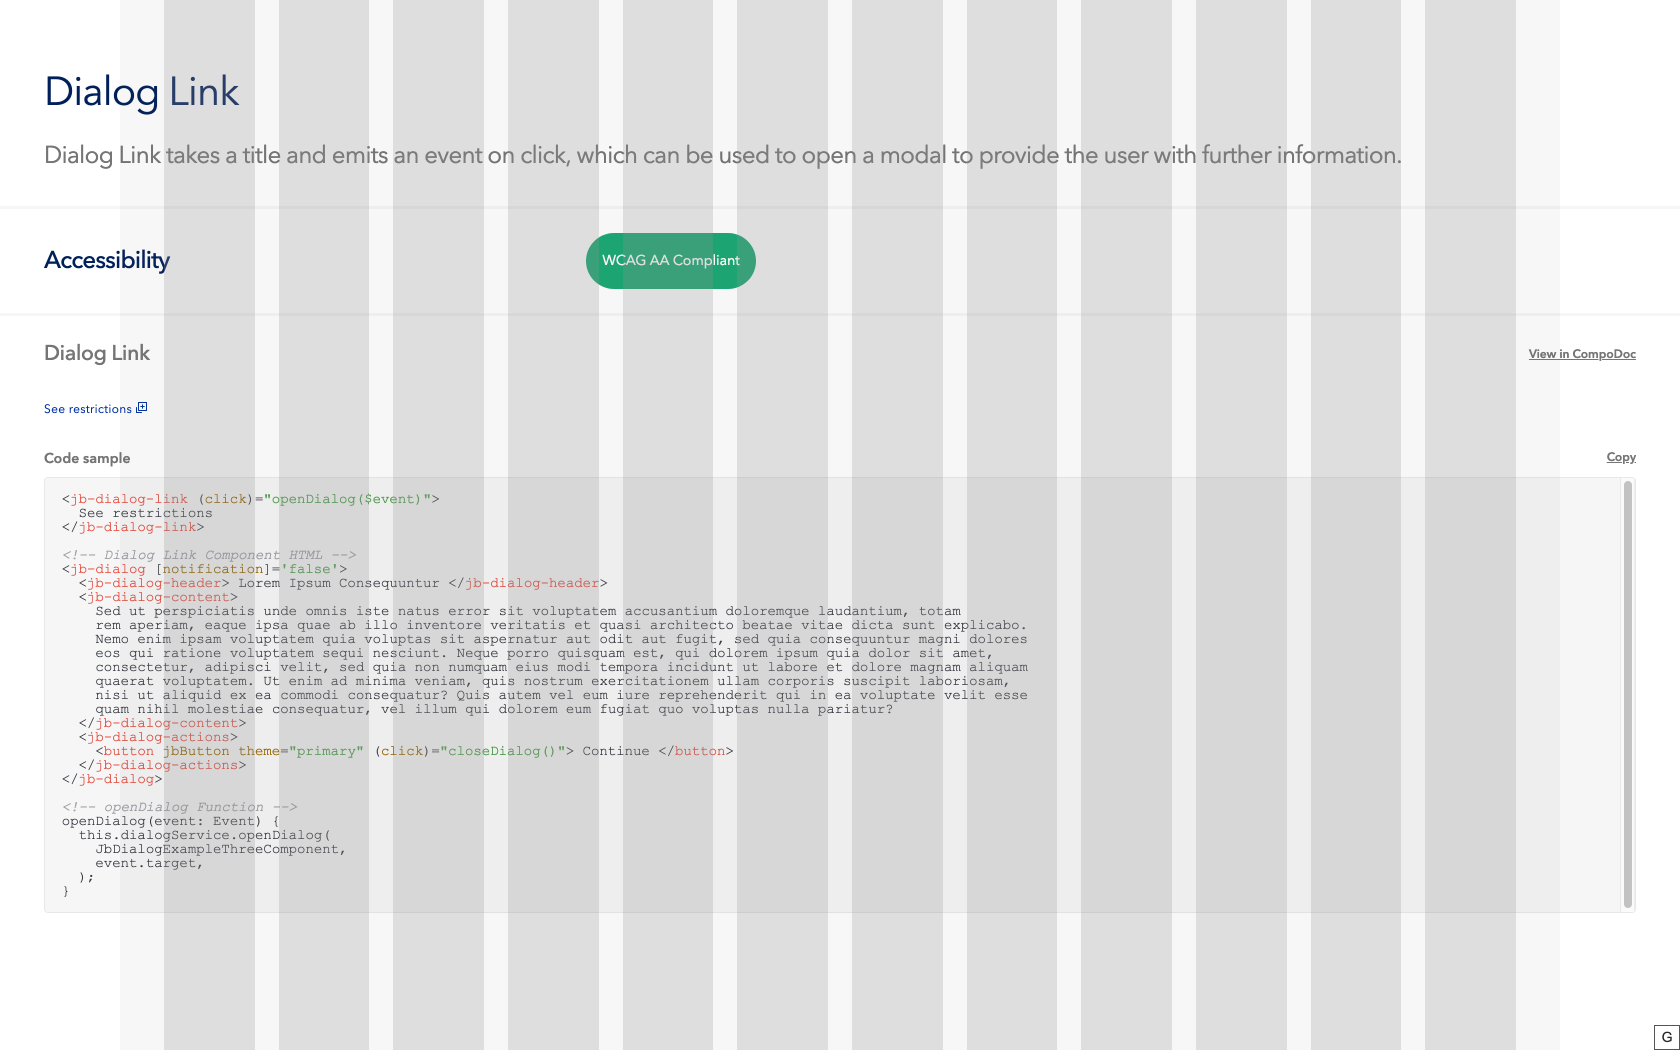 Dialog Link
Dialog Link takes a title and emits an event on click, which can be used to open a modal to provide the user with further information.
Accessibility
WCAG AA Compliant
Dialog Link
View in CompoDoc
See restrictions
Code sample
Copy
<jb-dialog-link (click)="openDialog($event)">
  See restrictions
</jb-dialog-link>
<!-- Dialog Link Component HTML -->
<jb-dialog [notification]='false'>
  <jb-dialog-header> Lorem Ipsum Consequuntur </jb-dialog-header>
  <jb-dialog-content>
    Sed ut perspiciatis unde omnis iste natus error sit voluptatem accusantium doloremque laudantium, totam
    rem aperiam, eaque ipsa quae ab illo inventore veritatis et quasi architecto beatae vitae dicta sunt explicabo.
    Nemo enim ipsam voluptatem quia voluptas sit aspernatur aut odit aut fugit, sed quia consequuntur magni dolores
    eos qui ratione voluptatem sequi nesciunt. Neque porro quisquam est, qui dolorem ipsum quia dolor sit amet,
    consectetur, adipisci velit, sed quia non numquam eius modi tempora incidunt ut labore et dolore magnam aliquam
    quaerat voluptatem. Ut enim ad minima veniam, quis nostrum exercitationem ullam corporis suscipit laboriosam,
    nisi ut aliquid ex ea commodi consequatur? Quis autem vel eum iure reprehenderit qui in ea voluptate velit esse
    quam nihil molestiae consequatur, vel illum qui dolorem eum fugiat quo voluptas nulla pariatur?
  </jb-dialog-content>
  <jb-dialog-actions>
    <button jbButton theme="primary" (click)="closeDialog()"> Continue </button>
  </jb-dialog-actions>
</jb-dialog>
<!-- openDialog Function -->
openDialog(event: Event) {
  this.dialogService.openDialog(
    JbDialogExampleThreeComponent,
    event.target,
  );
}
G